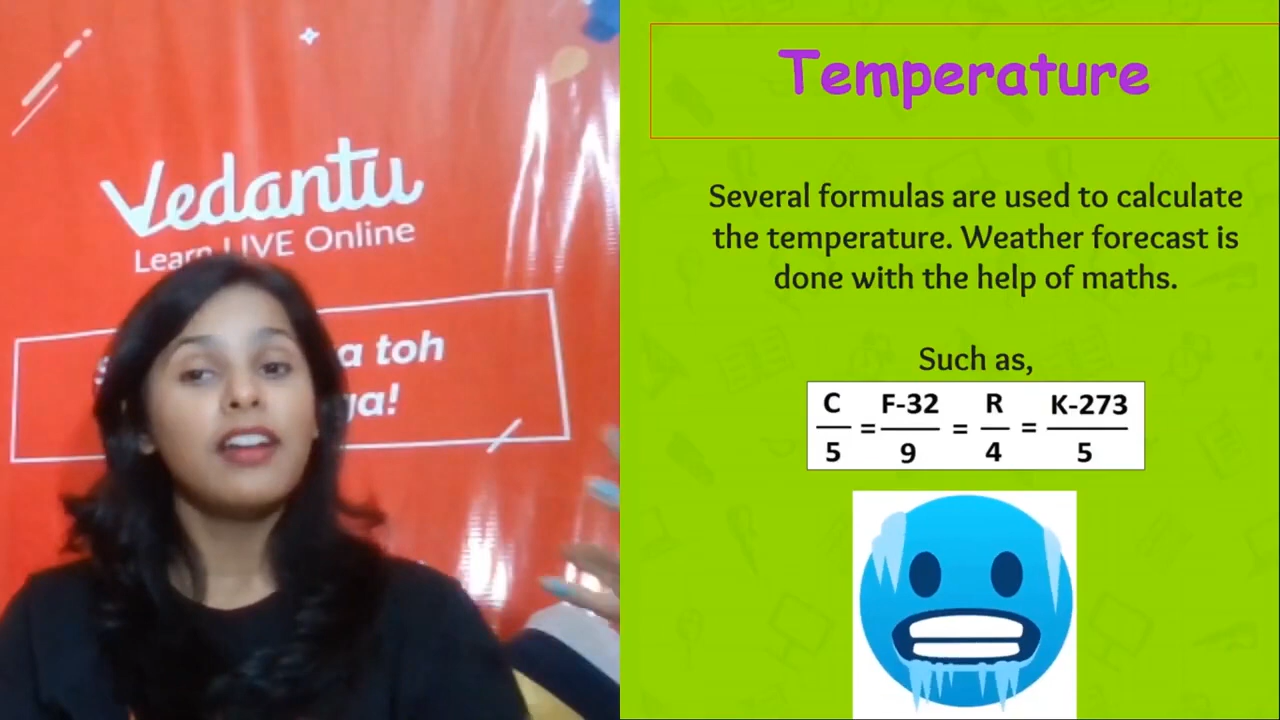 Vedantu
Learn LIVE Online
a toh
ga!
Temperature
Several formulas are used to calculate
the temperature. Weather forecast is
done with the help of maths.
Such as,
C/5 = F-32/9 = R/4 = K-273/5